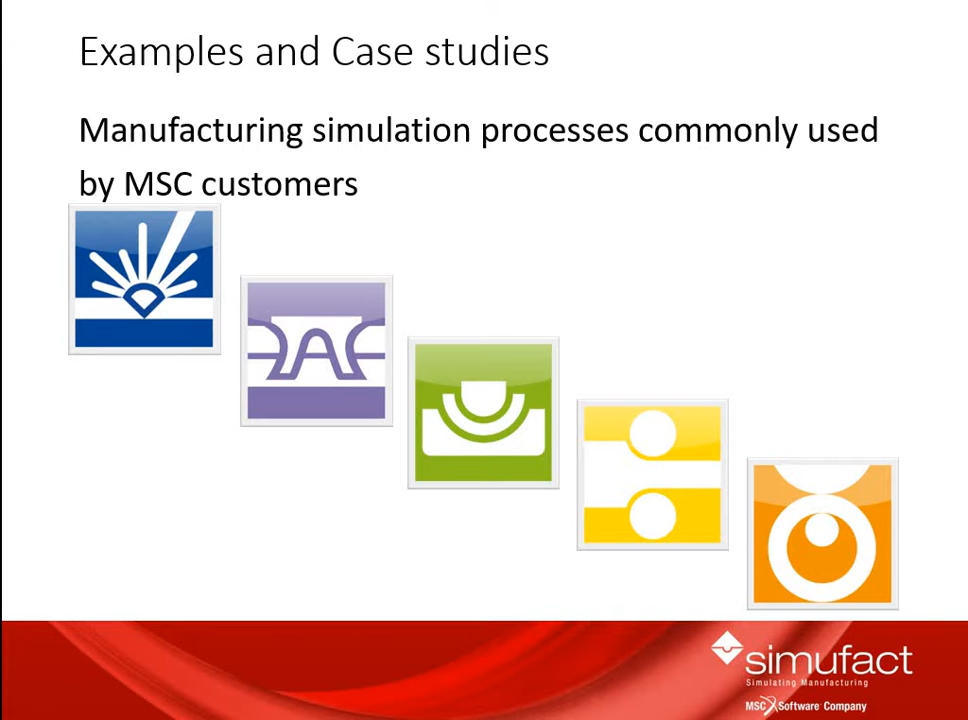 Examples and Case studies
Manufacturing simulation processes commonly used
by MSC customers
simufact
Simulating Manufacturing
MSC Software Company